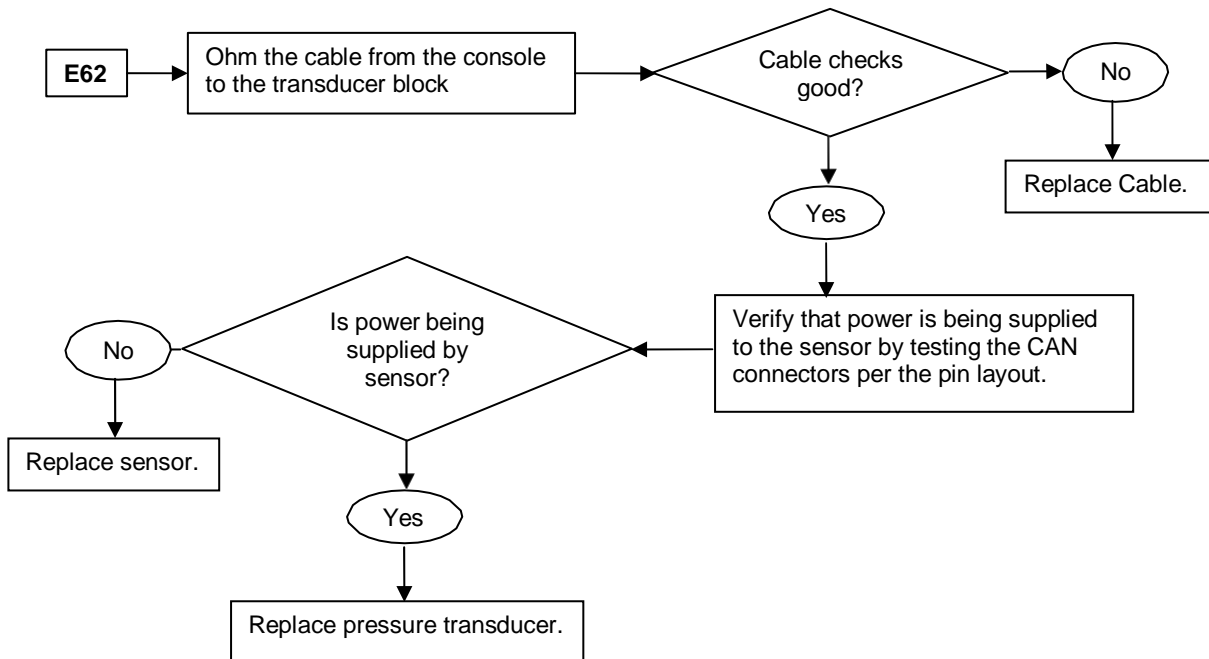 E62
Ohm the cable from the console
to the transducer block
Cable checks
good?
No
Replace Cable.
Yes
Verify that power is being supplied
to the sensor by testing the CAN
connectors per the pin layout.
Is power being
supplied by
sensor?
No
Replace sensor.
Yes
Replace pressure transducer.